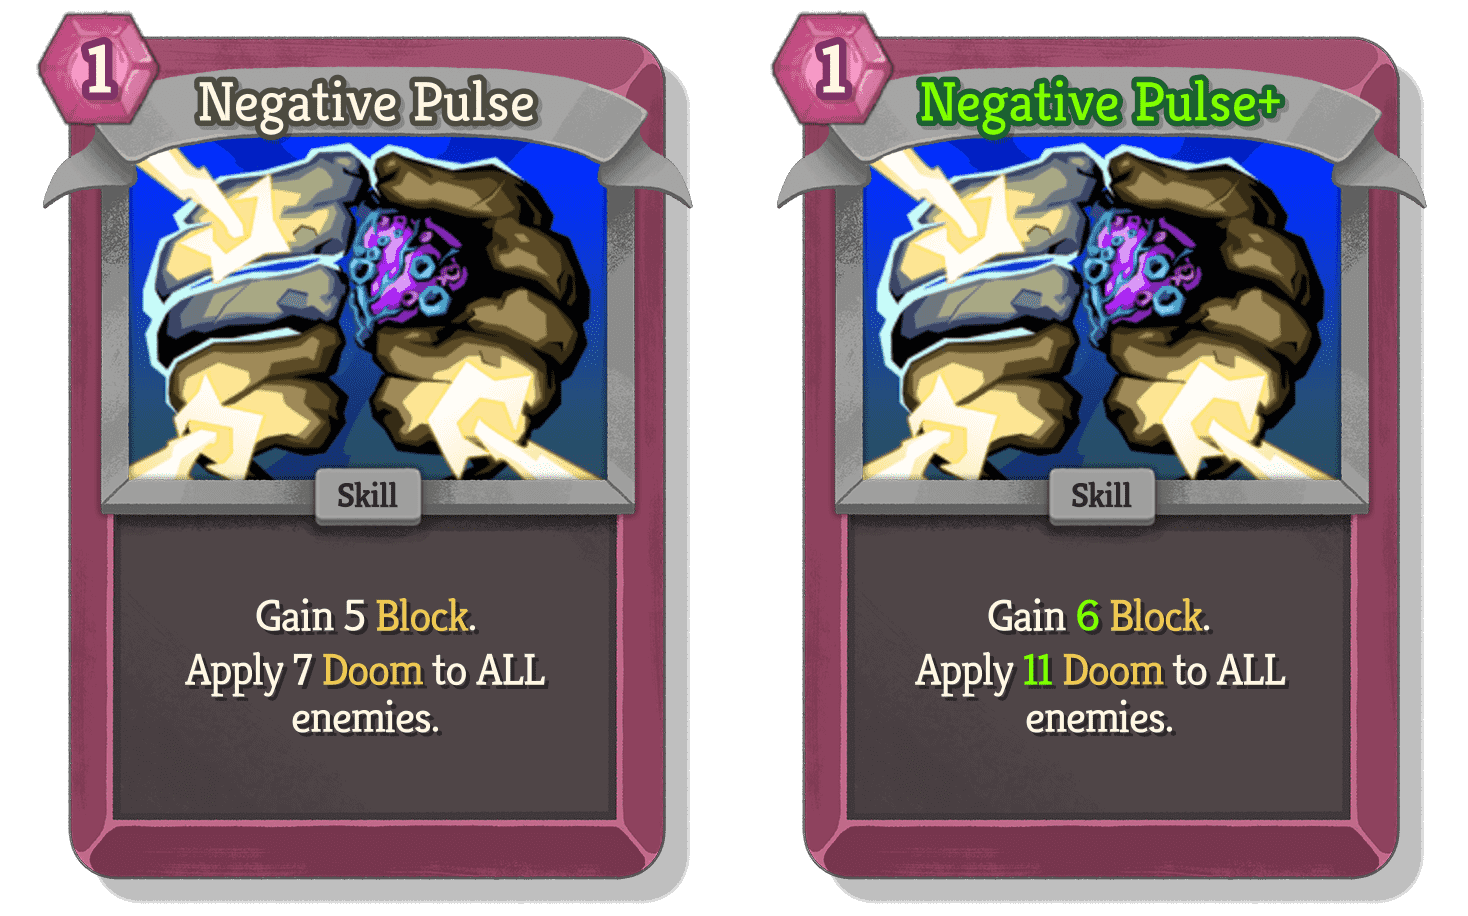 1
Negative Pulse
Skill
Gain 5 Block.
Apply 7 Doom to ALL
enemies.
1
Negative Pulse+
Skill
Gain 6 Block.
Apply 11 Doom to ALL
enemies.